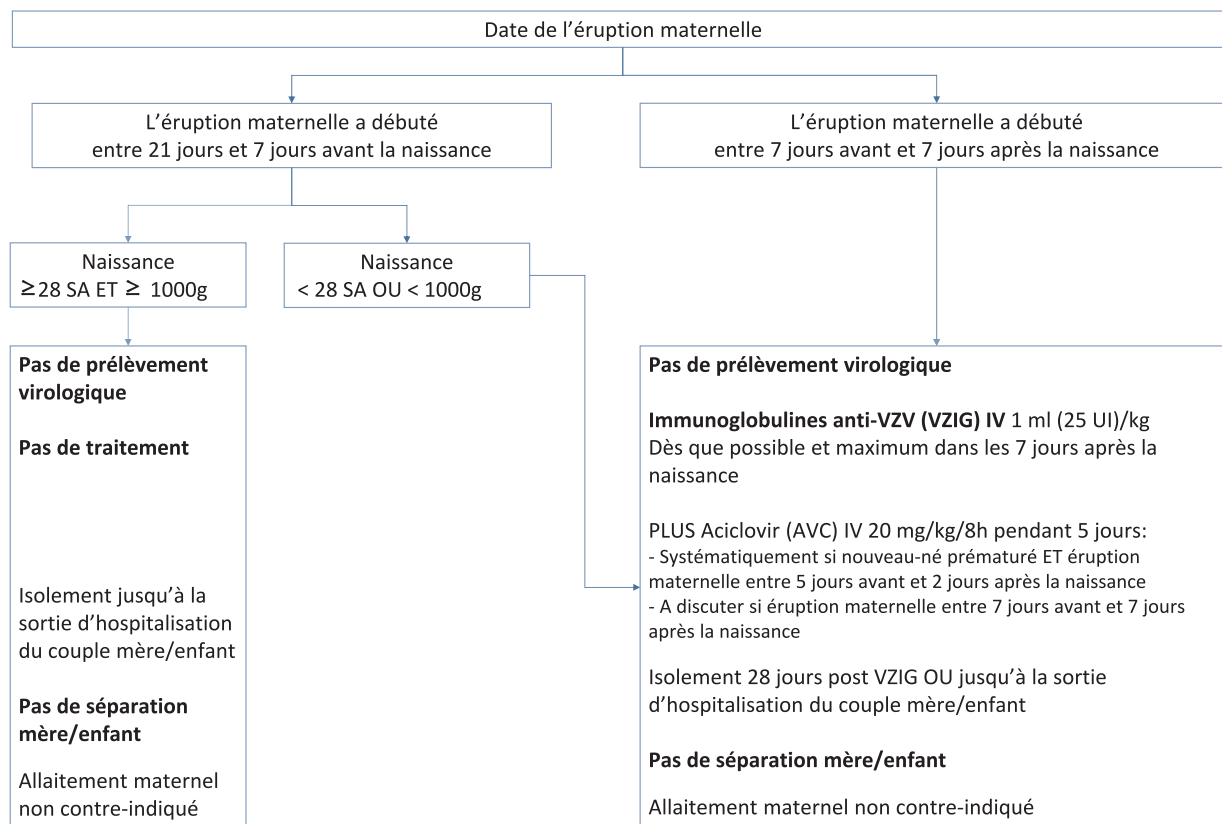 Date de l’éruption maternelle
L’éruption maternelle a débuté
entre 21 jours et 7 jours avant la naissance
L’éruption maternelle a débuté
entre 7 jours avant et 7 jours après la naissance
Naissance
≥28 SA ET ≥ 1000g
Naissance
< 28 SA OU < 1000g
Pas de prélèvement
virologique
Pas de traitement
Isolement jusqu’à la
sortie d’hospitalisation
du couple mère/enfant
Pas de séparation
mère/enfant
Allaitement maternel
non contre-indiqué
Pas de prélèvement virologique
Immunoglobulines anti-VZV (VZIG) IV 1 ml (25 UI)/kg
Dès que possible et maximum dans les 7 jours après la
naissance
PLUS Aciclovir (AVC) IV 20 mg/kg/8h pendant 5 jours:
- Systématiquement si nouveau-né prématuré ET éruption
maternelle entre 5 jours avant et 2 jours après la naissance
- A discuter si éruption maternelle entre 7 jours avant et 7 jours
après la naissance
Isolement 28 jours post VZIG OU jusqu’à la sortie
d’hospitalisation du couple mère/enfant
Pas de séparation mère/enfant
Allaitement maternel non contre-indiqué